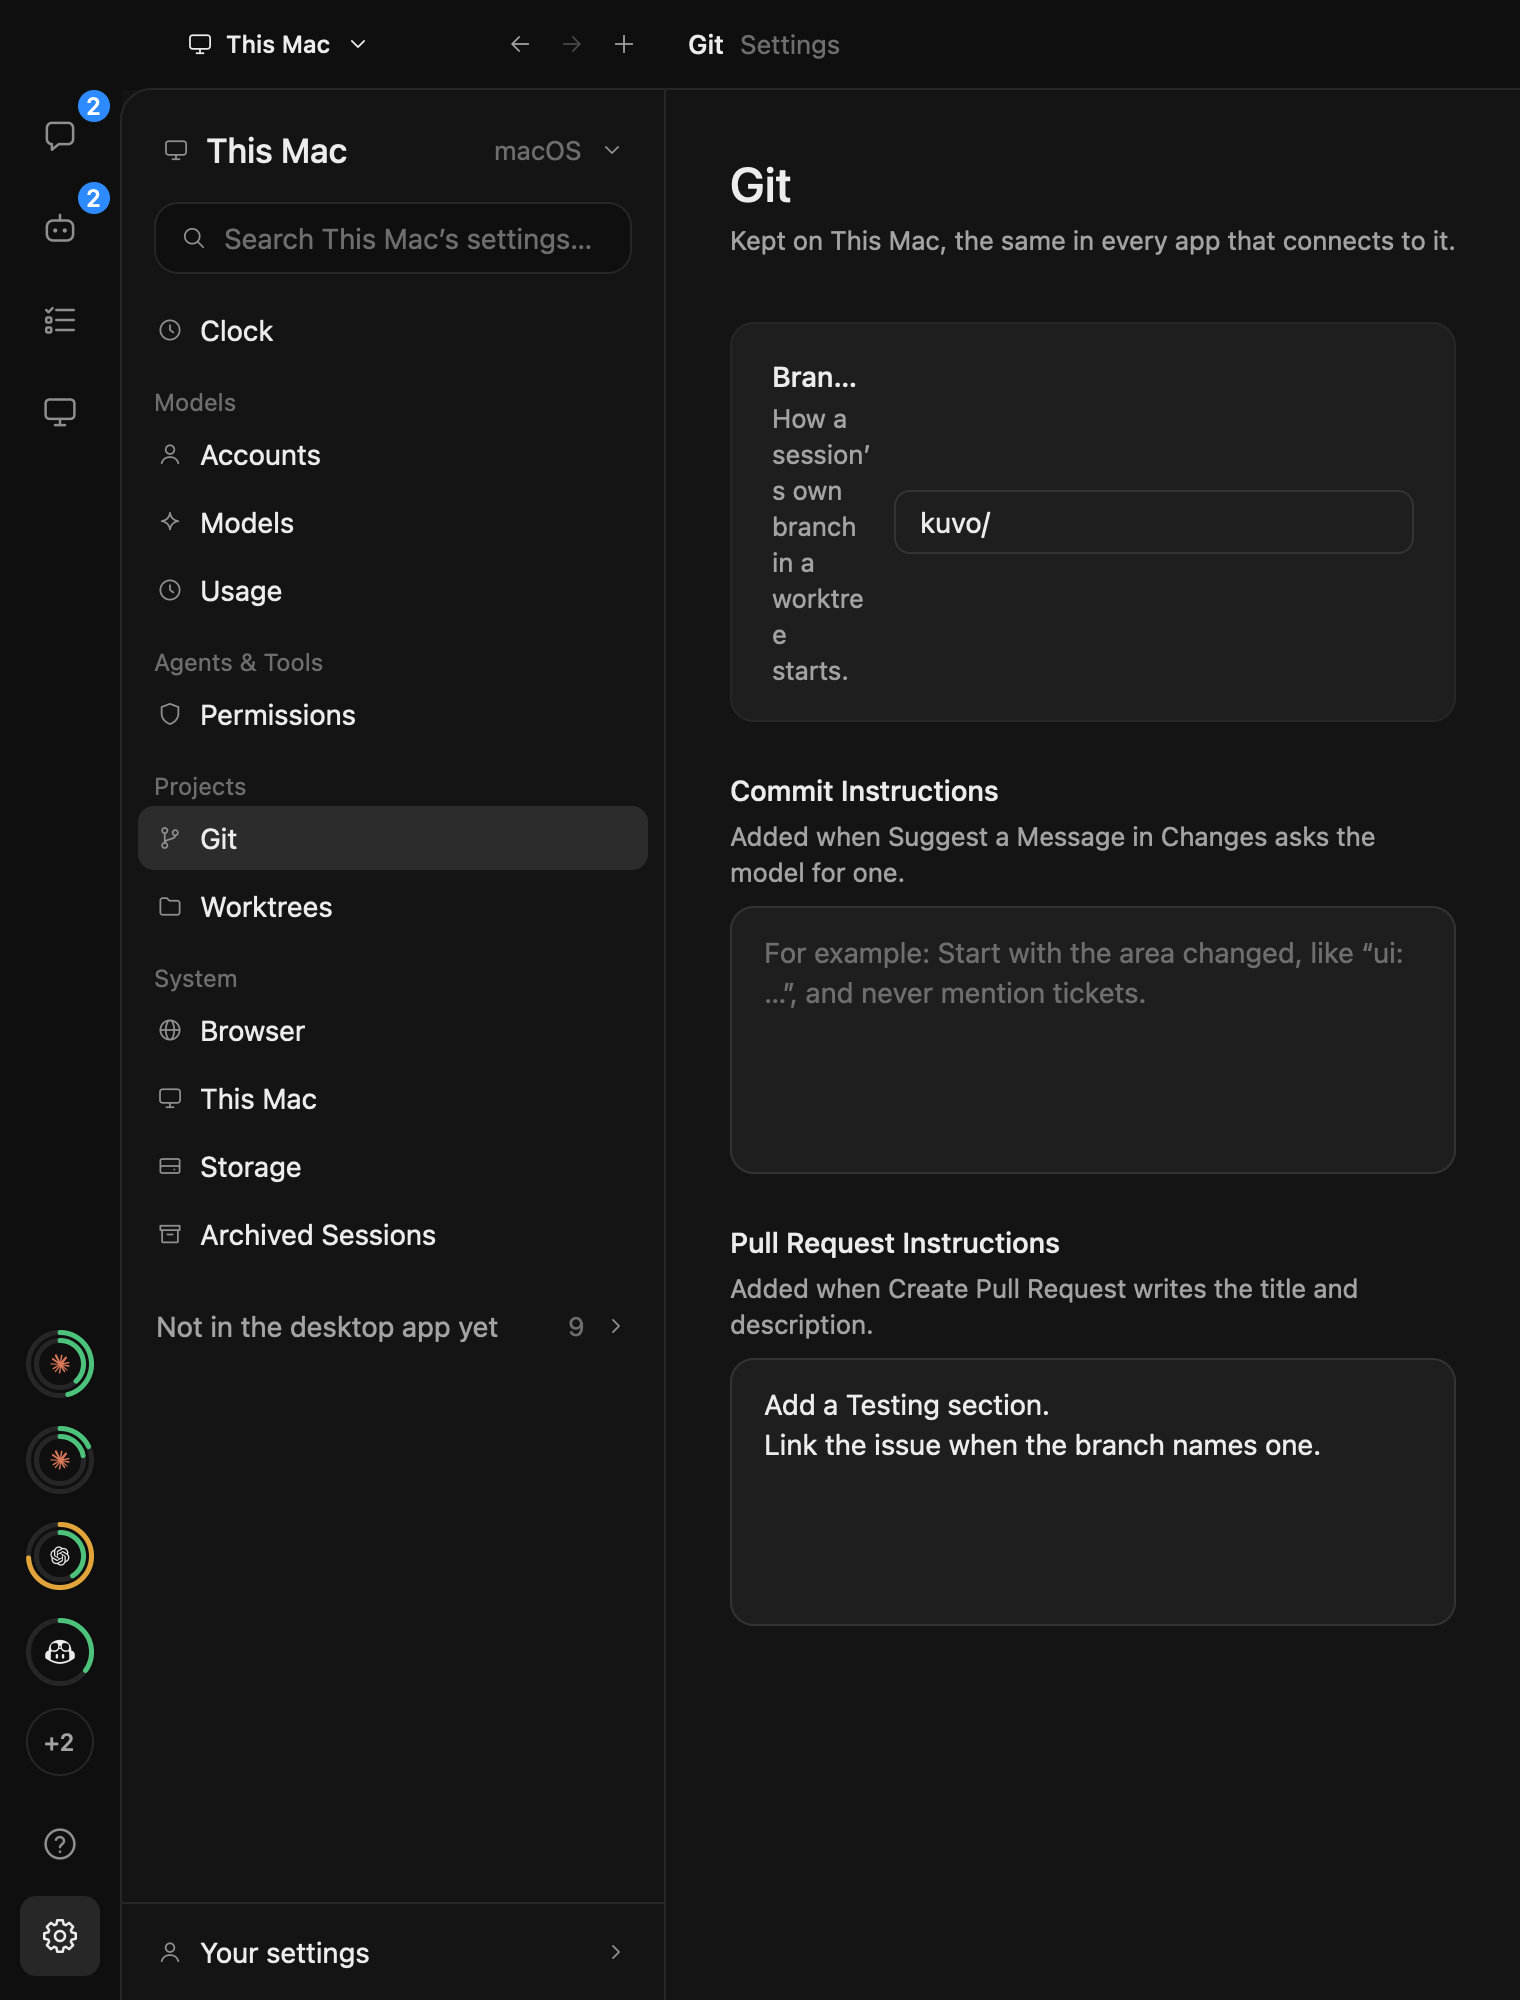 This Mac
Git Settings
2
2
This Mac
macOS
Search This Mac’s settings...
Clock
Models
Accounts
Models
Usage
Agents & Tools
Permissions
Projects
Git
Worktrees
System
Browser
This Mac
Storage
Archived Sessions
Not in the desktop app yet
9
+2
Your settings
Git
Kept on This Mac, the same in every app that connects to it.
Bran...
How a
session’
s own
branch
in a
worktre
e
starts.
kuvo/
Commit Instructions
Added when Suggest a Message in Changes asks the
model for one.
For example: Start with the area changed, like “ui:
...”, and never mention tickets.
Pull Request Instructions
Added when Create Pull Request writes the title and
description.
Add a Testing section.
Link the issue when the branch names one.